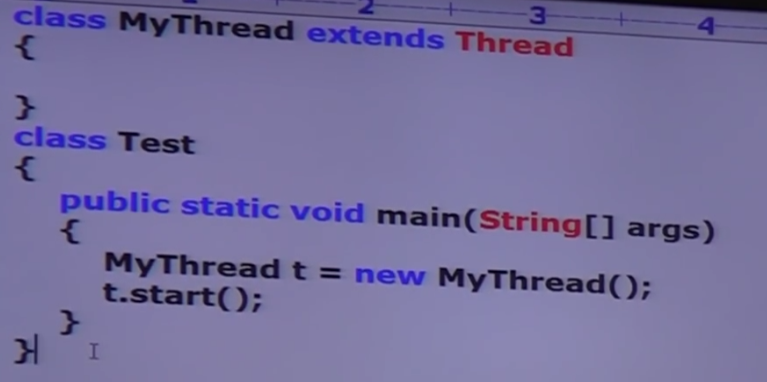 2 3 4
class MyThread extends Thread
{
}
class Test
{
public static void main(String[] args)
{
MyThread t = new MyThread();
t.start();
}
}